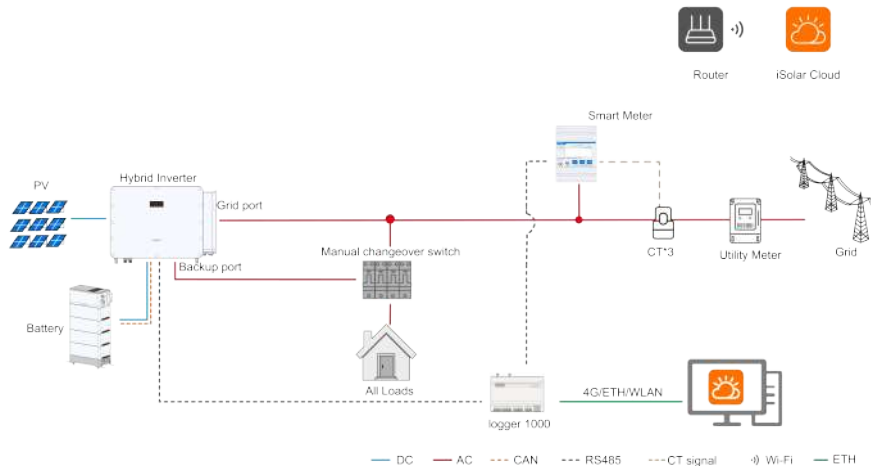 Router
iSolar Cloud
Smart Meter
Hybrid Inverter
PV
Grid port
Manual changeover switch
Backup port
CT*3
Utility Meter
Grid
Battery
All Loads
4G/ETH/WLAN
logger 1000
DC
AC
CAN
RS485
CT signal
Wi-Fi
ETH